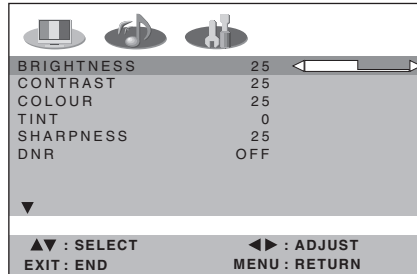 BRIGHTNESS 25
CONTRAST 25
COLOUR 25
TINT 0
SHARPNESS 25
DNR OFF
▲▼ : SELECT ◀▶ : ADJUST
EXIT : END MENU : RETURN